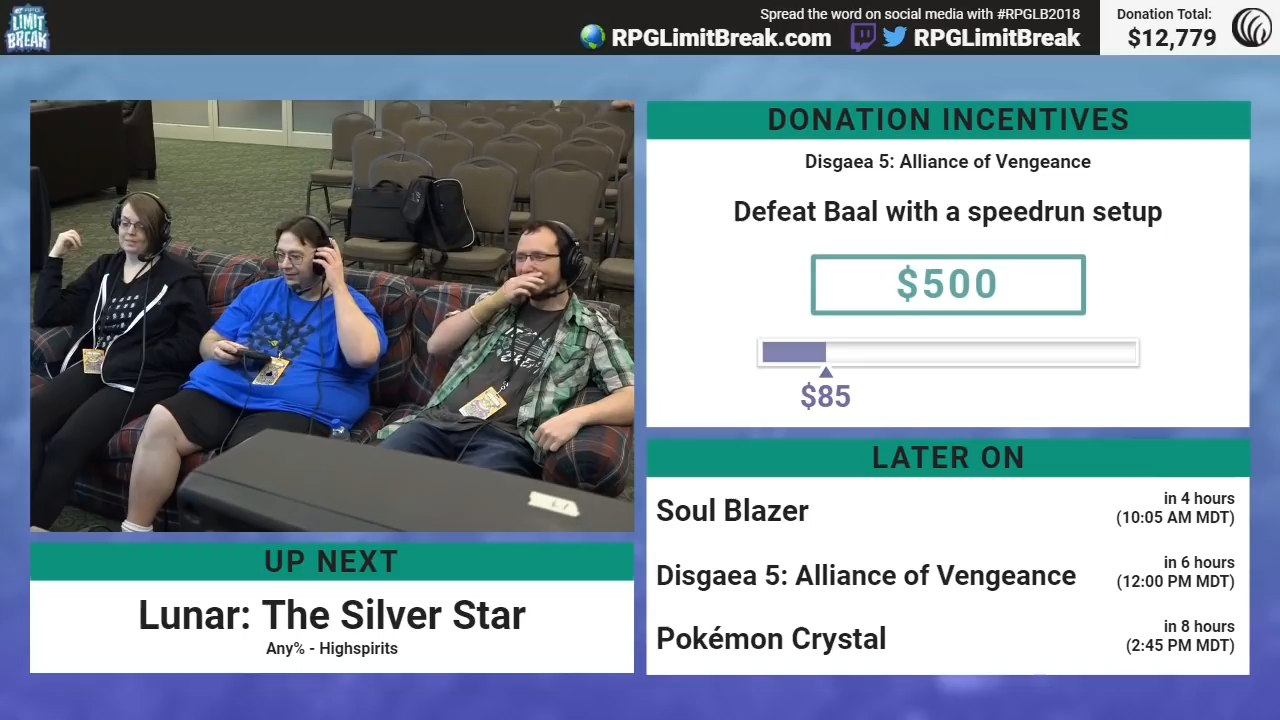 RPG
LIMIT
BREAK
Spread the word on social media with #RPGLB2018
RPGLimitBreak.com
RPGLimitBreak
Donation Total:
$12,779
DONATION INCENTIVES
Disgaea 5: Alliance of Vengeance
Defeat Baal with a speedrun setup
$500
$85
LATER ON
Soul Blazer
in 4 hours
(10:05 AM MDT)
Disgaea 5: Alliance of Vengeance
in 6 hours
(12:00 PM MDT)
Pokémon Crystal
in 8 hours
(2:45 PM MDT)
UP NEXT
Lunar: The Silver Star
Any% - Highspirits